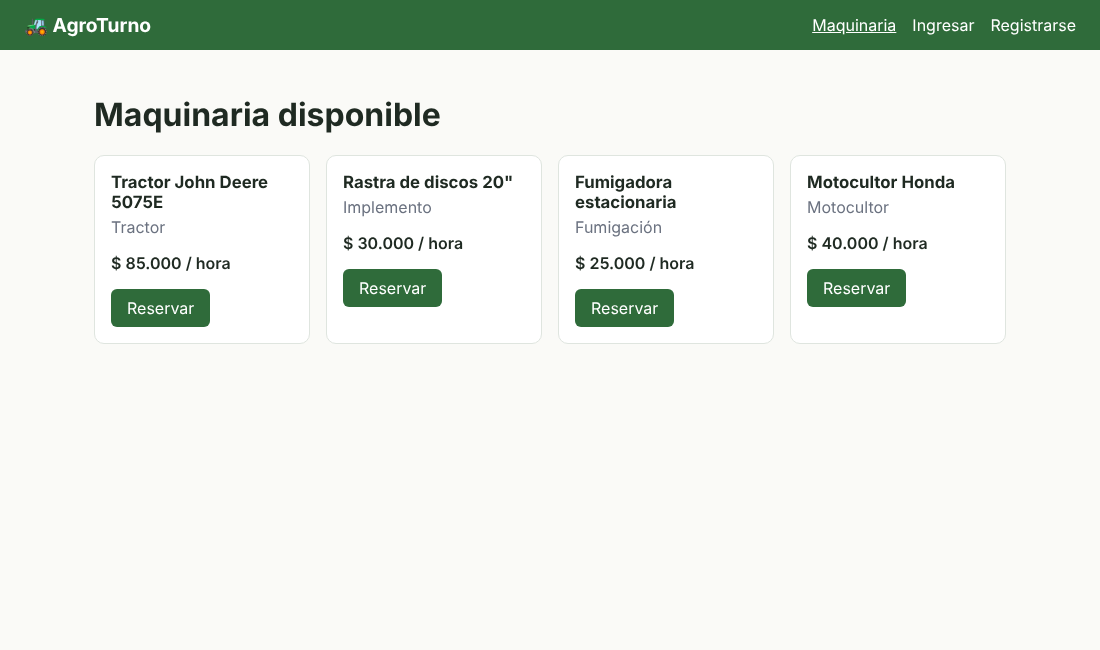 AgroTurno
Maquinaria Ingresar Registrarse
Maquinaria disponible
Tractor John Deere
5075E
Tractor
$ 85.000 / hora
Reservar
Rastra de discos 20"
Implemento
$ 30.000 / hora
Reservar
Fumigadora
estacionaria
Fumigación
$ 25.000 / hora
Reservar
Motocultor Honda
Motocultor
$ 40.000 / hora
Reservar